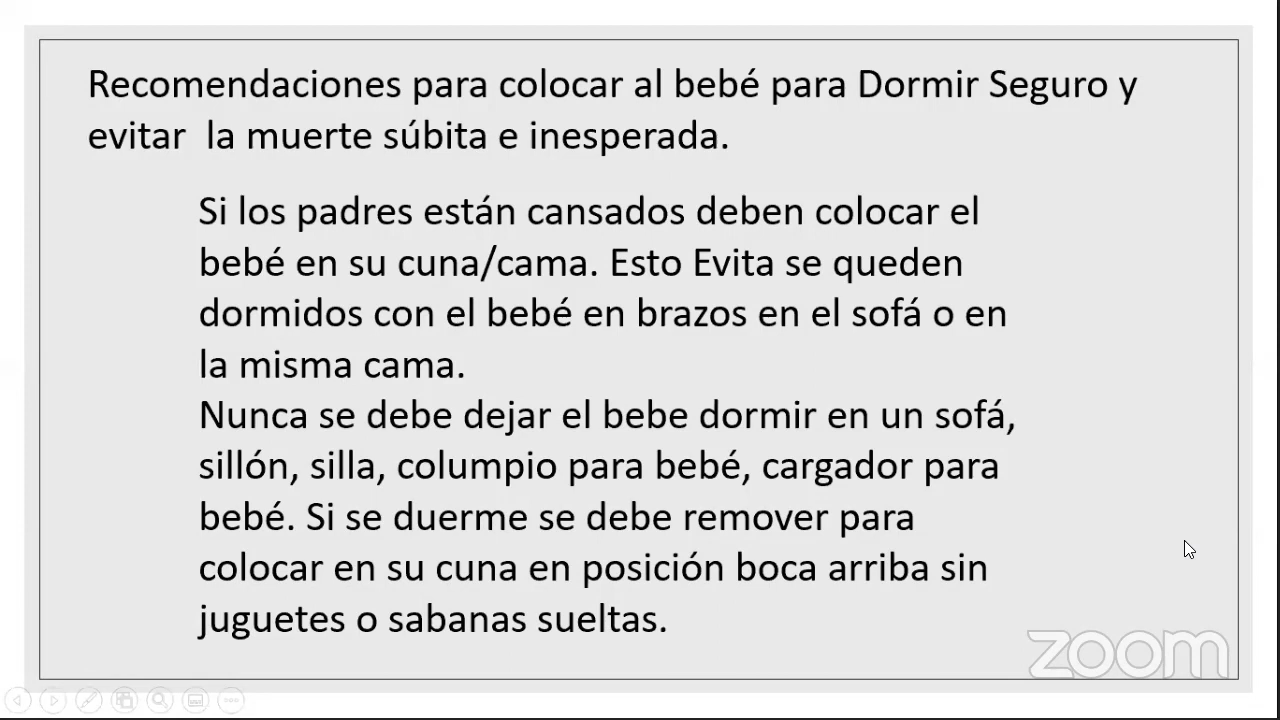 Recomendaciones para colocar al bebé para Dormir Seguro y
evitar la muerte súbita e inesperada.
Si los padres están cansados deben colocar el
bebé en su cuna/cama. Esto Evita se queden
dormidos con el bebé en brazos en el sofá o en
la misma cama.
Nunca se debe dejar el bebe dormir en un sofá,
sillón, silla, columpio para bebé, cargador para
bebé. Si se duerme se debe remover para
colocar en su cuna en posición boca arriba sin
juguetes o sabanas sueltas.
zoom